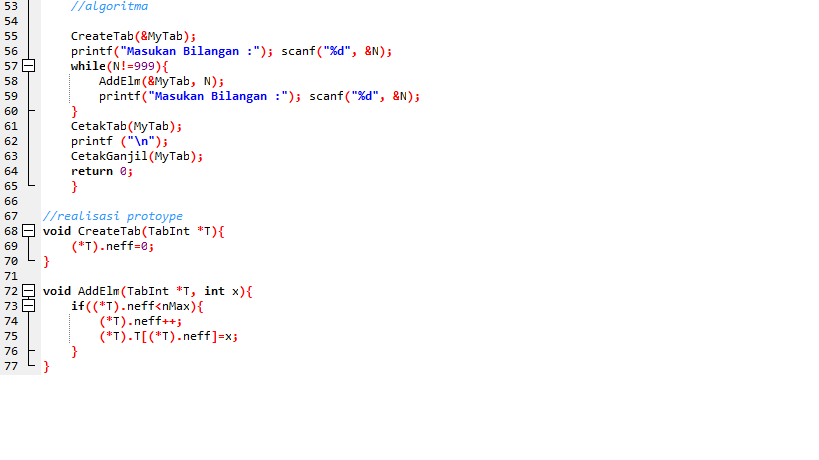 53 //algoritma
54
55 CreateTab(&MyTab);
56 printf("Masukan Bilangan :"); scanf("%d", &N);
57 while(N!=999){
58 AddElm(&MyTab, N);
59 printf("Masukan Bilangan :"); scanf("%d", &N);
60 }
61 CetakTab(MyTab);
62 printf ("\n");
63 CetakGanjil(MyTab);
64 return 0;
65 }
66
67 //realisasi protoype
68 void CreateTab(TabInt *T){
69 (*T).neff=0;
70 }
71
72 void AddElm(TabInt *T, int x){
73 if((*T).neff<nMax){
74 (*T).neff++;
75 (*T).T[(*T).neff]=x;
76 }
77 }